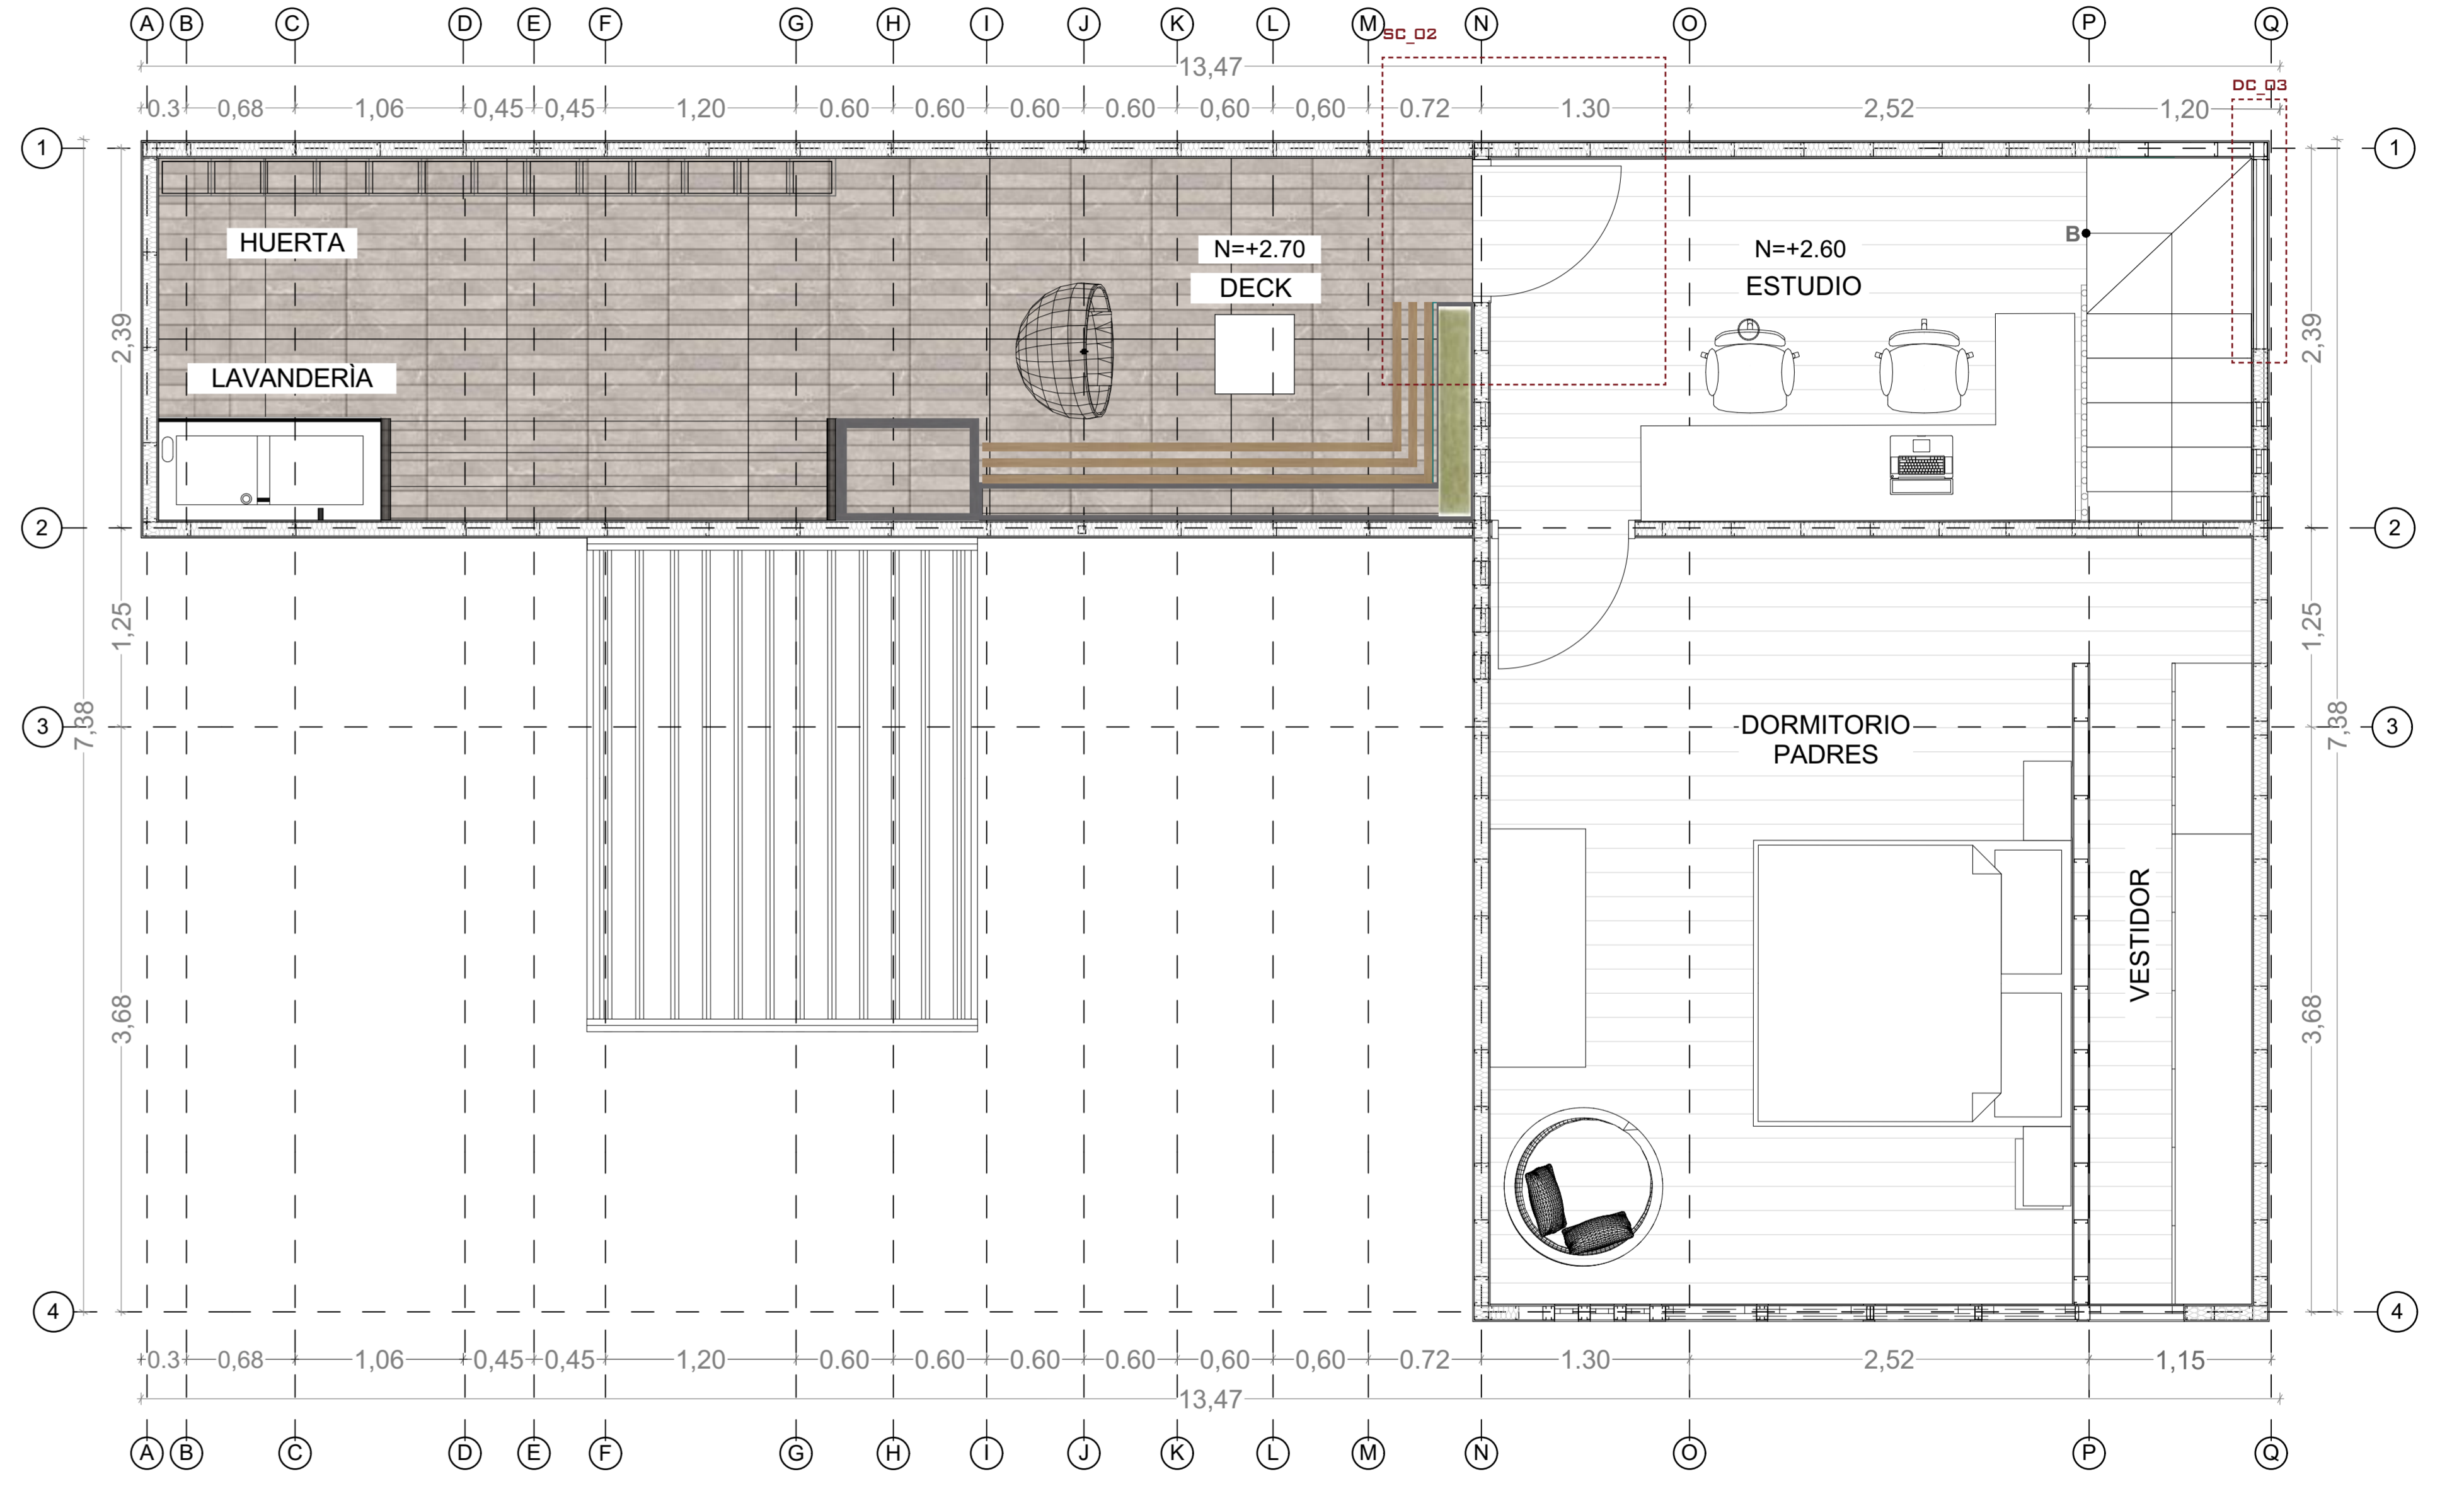 A B C D E F G H I J K L M N O P Q
SC_02
13,47
DC_03
0.3 0,68 1,06 0,45 0,45 1,20 0.60 0.60 0.60 0.60 0,60 0,60 0.72 1.30 2,52 1,20
1 1
HUERTA
N=+2.70
DECK
N=+2.60
ESTUDIO
B
2,39 2,39
LAVANDERÌA
2 2
1,25 1,25
3 3
7,38 7,38
DORMITORIO
PADRES
VESTIDOR
3,68 3,68
4 4
0.3 0,68 1,06 0,45 0,45 1,20 0.60 0.60 0.60 0.60 0,60 0,60 0.72 1.30 2,52 1,15
13,47
A B C D E F G H I J K L M N O P Q